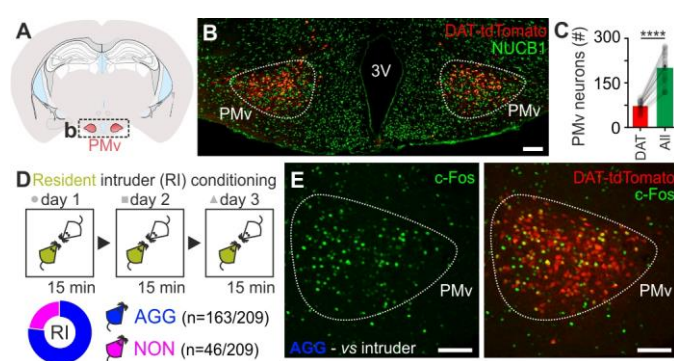 A
b
PMv
B
DAT-tdTomato
NUCB1
3V
PMv
PMv
C
PMv neurons (#)
300
150
0
****
DAT
All
D Resident intruder (RI) conditioning
day 1
day 2
day 3
15 min
15 min
15 min
RI
AGG (n=163/209)
NON (n=46/209)
E
c-Fos
PMv
AGG - vs intruder
DAT-tdTomato
c-Fos
PMv